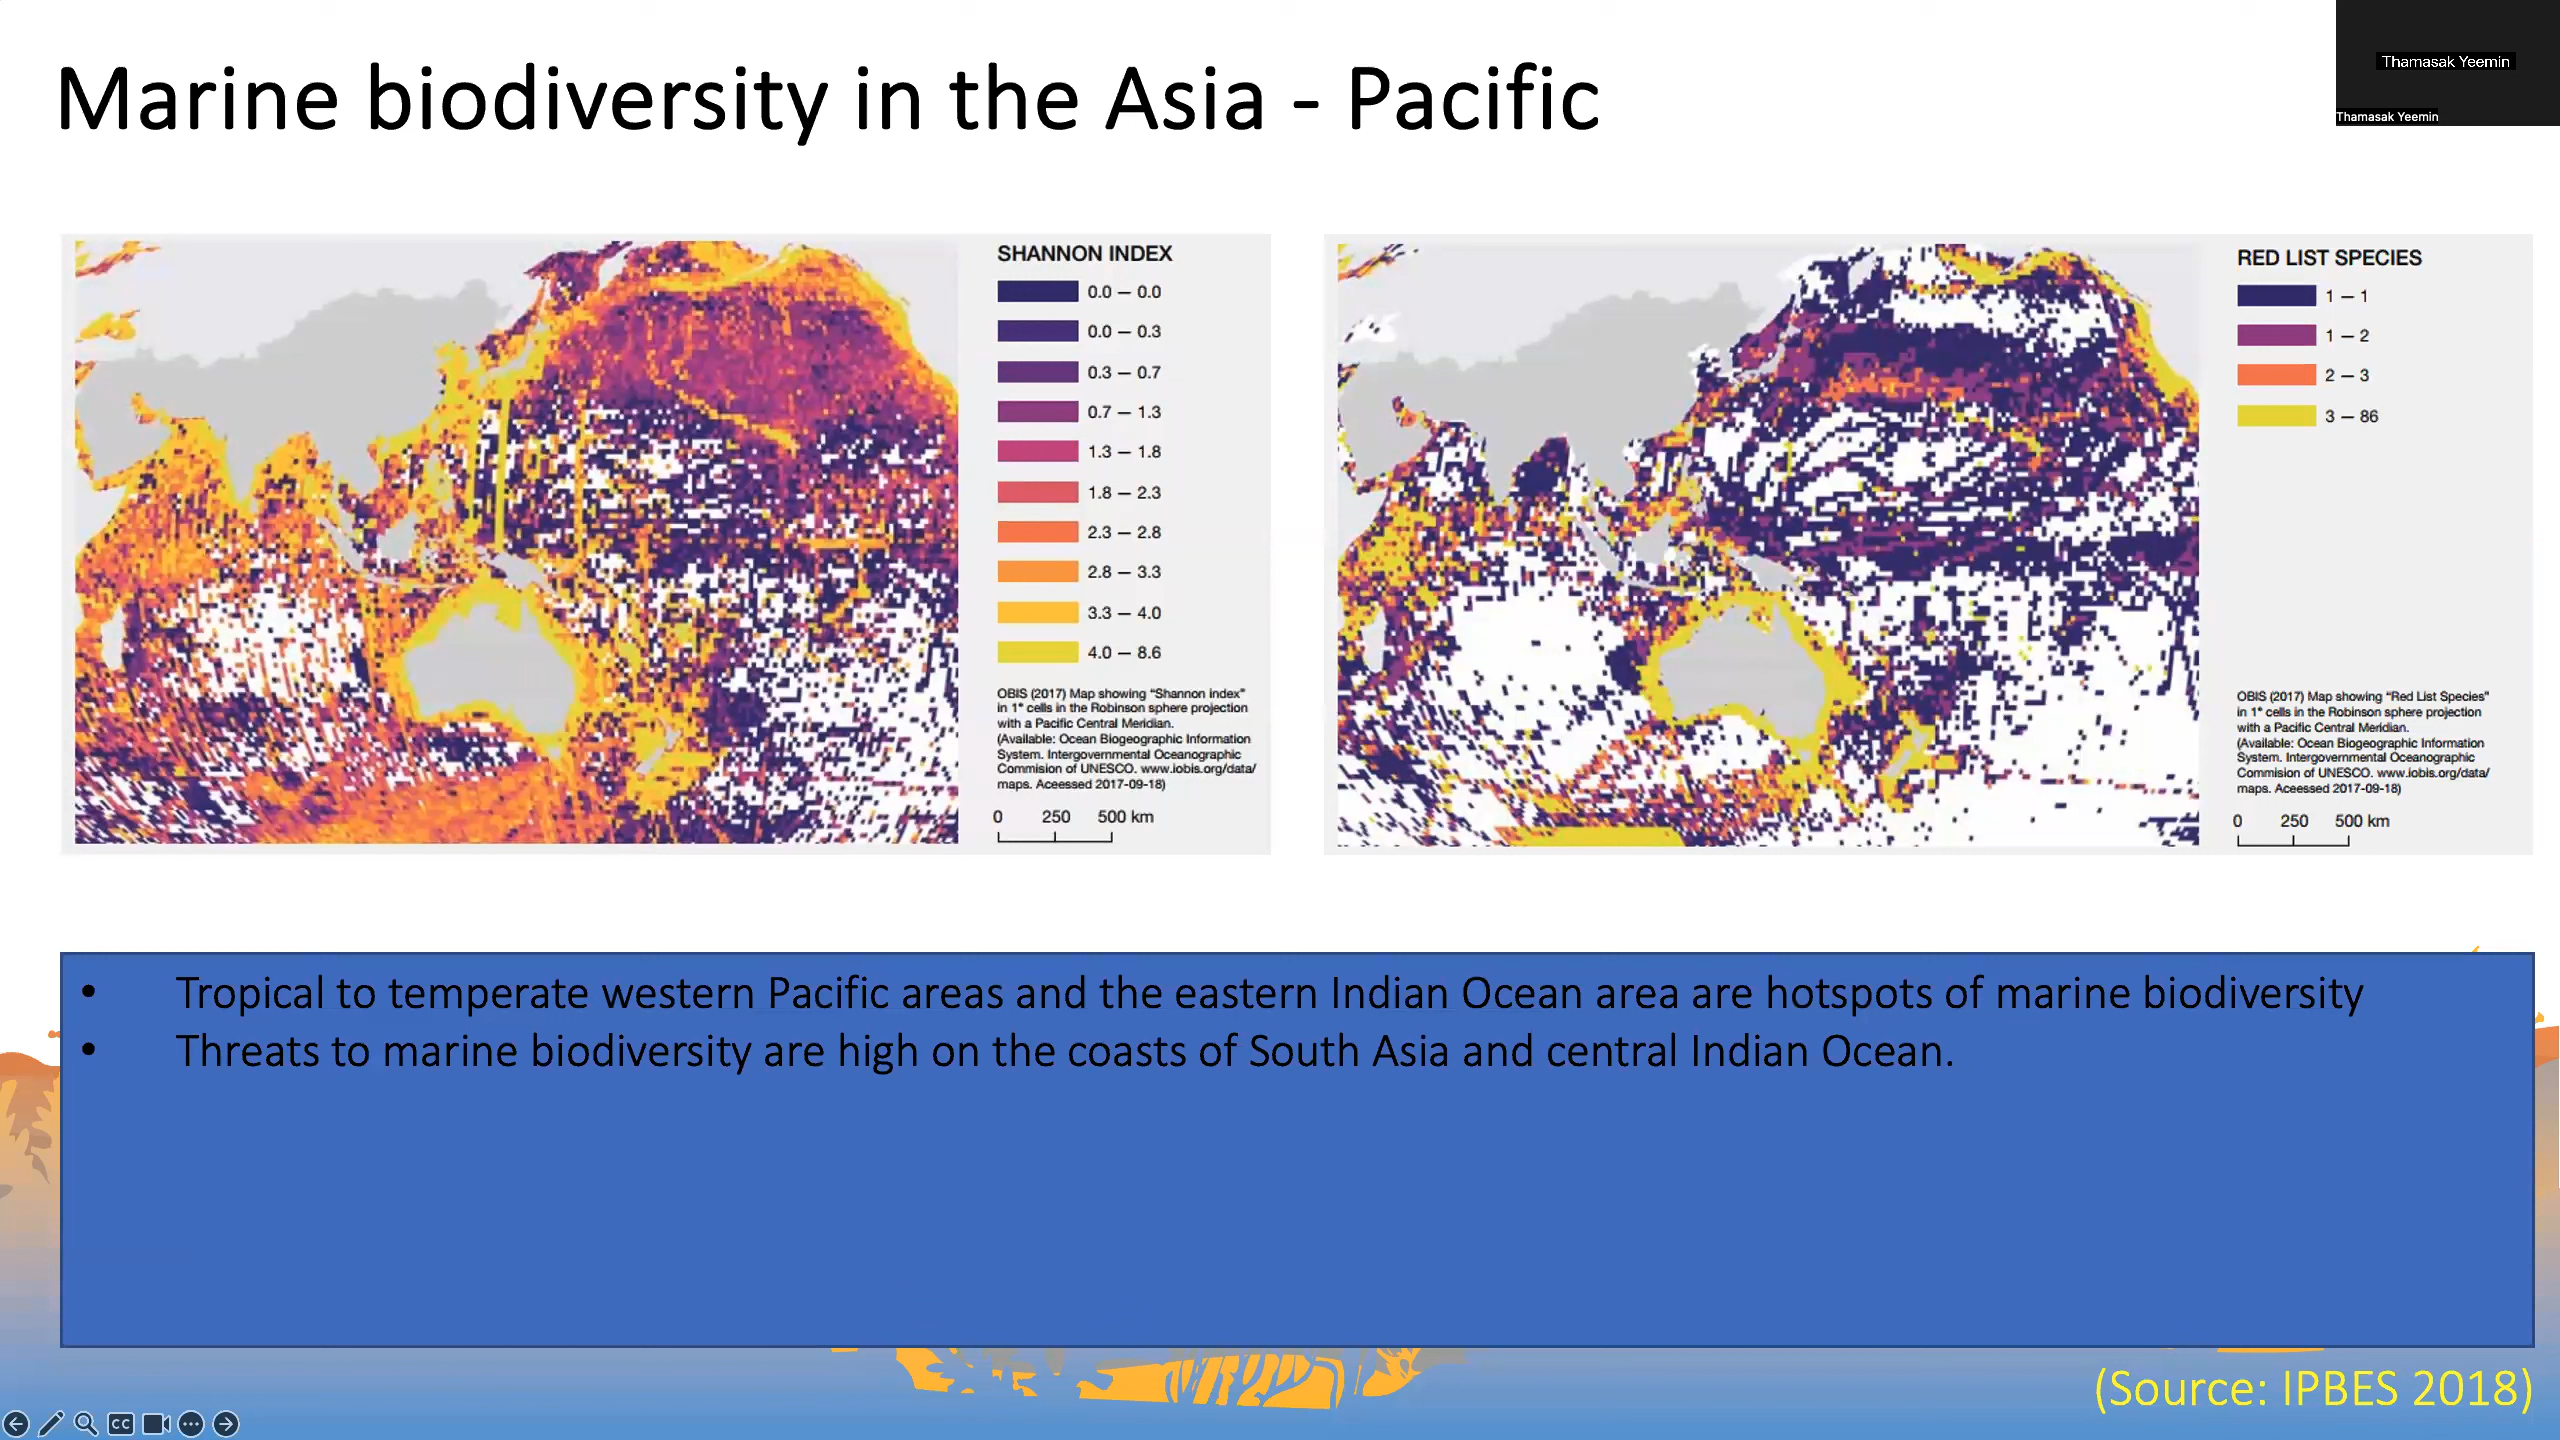 Marine biodiversity in the Asia - Pacific
Thamasak Yeemin
Thamasak Yeemin
SHANNON INDEX
0.0 – 0.0
0.0 – 0.3
0.3 – 0.7
0.7 – 1.3
1.3 – 1.8
1.8 – 2.3
2.3 – 2.8
2.8 – 3.3
3.3 – 4.0
4.0 – 8.6
OBIS (2017) Map showing “Shannon index”
in 1° cells in the Robinson sphere projection
with a Pacific Central Meridian.
(Available: Ocean Biogeographic Information
System. Intergovernmental Oceanographic
Commision of UNESCO. www.iobis.org/data/
maps. Aceessed 2017-09-18)
0 250 500 km
RED LIST SPECIES
1 – 1
1 – 2
2 – 3
3 – 86
OBIS (2017) Map showing “Red List Species”
in 1° cells in the Robinson sphere projection
with a Pacific Central Meridian.
(Available: Ocean Biogeographic Information
System. Intergovernmental Oceanographic
Commision of UNESCO. www.iobis.org/data/
maps. Aceessed 2017-09-18)
0 250 500 km
• Tropical to temperate western Pacific areas and the eastern Indian Ocean area are hotspots of marine biodiversity
• Threats to marine biodiversity are high on the coasts of South Asia and central Indian Ocean.
(Source: IPBES 2018)
CC